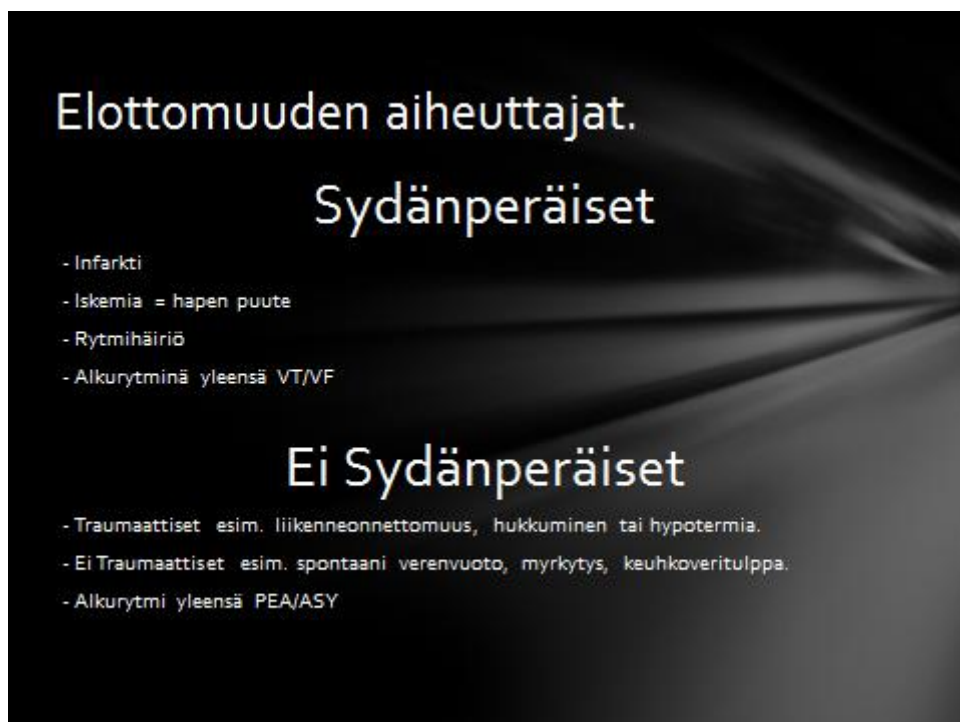 Elottomuuden aiheuttajat.
Sydänperäiset
- Infarkti
- Iskemia = hapen puute
- Rytmihäiriö
- Alkurytminä yleensä VT/VF
Ei Sydänperäiset
- Traumaattiset esim. liikenneonnettomuus, hukkuminen tai hypotermia.
- Ei Traumaattiset esim. spontaani verenvuoto, myrkytys, keuhkoveritulppa.
- Alkurytmi yleensä PEA/ASY